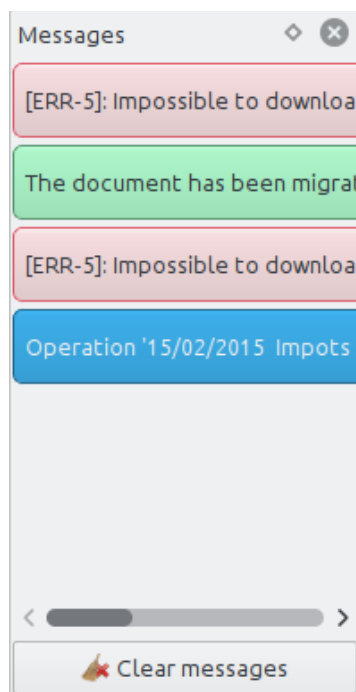 Messages
[ERR-5]: Impossible to downloa
The document has been migrat
[ERR-5]: Impossible to downloa
Operation '15/02/2015 Impots
Clear messages